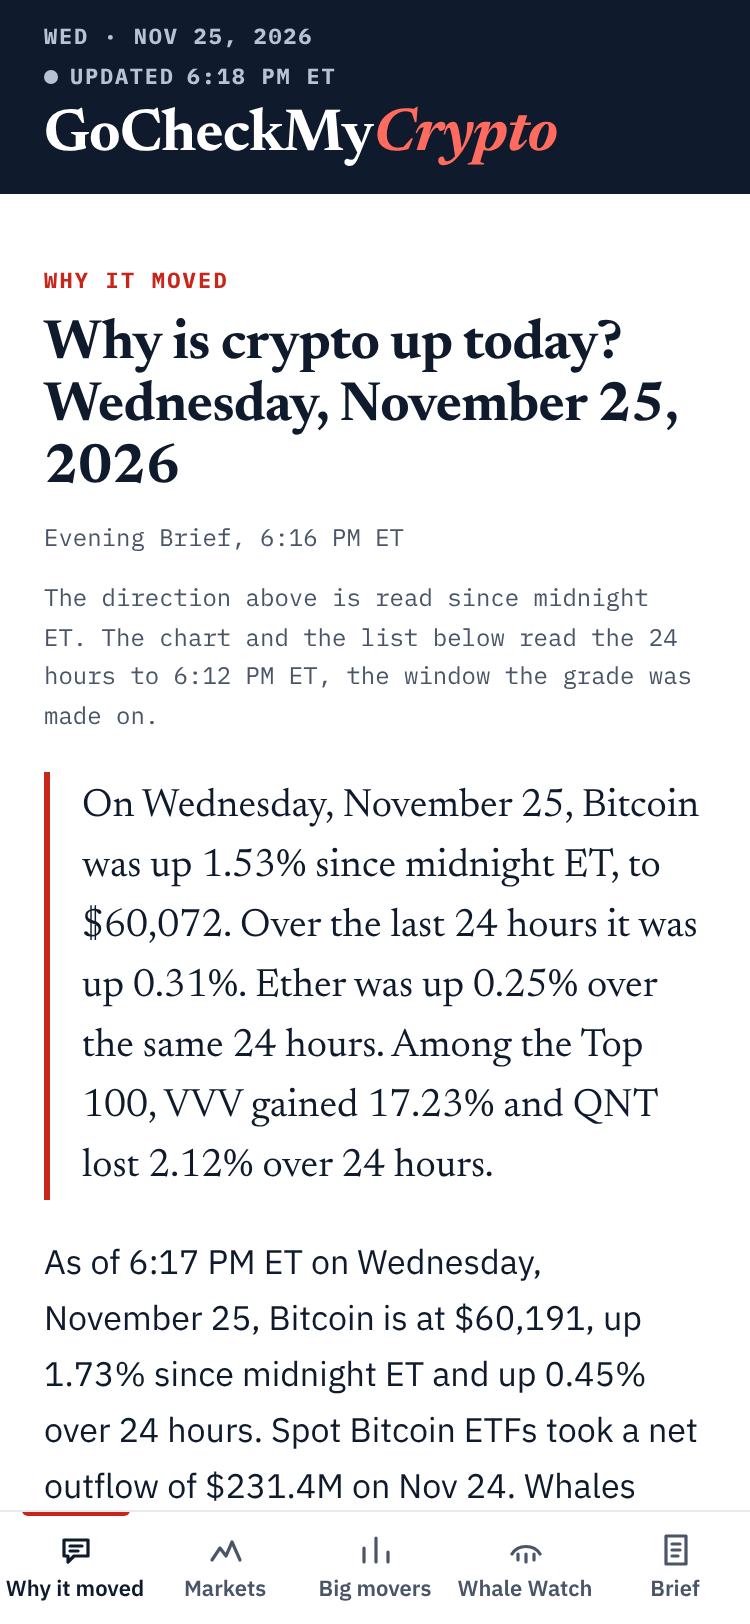 WED · NOV 25, 2026
UPDATED 6:18 PM ET
GoCheckMyCrypto
WHY IT MOVED
Why is crypto up today?
Wednesday, November 25,
2026
Evening Brief, 6:16 PM ET
The direction above is read since midnight
ET. The chart and the list below read the 24
hours to 6:12 PM ET, the window the grade was
made on.
On Wednesday, November 25, Bitcoin
was up 1.53% since midnight ET, to
$60,072. Over the last 24 hours it was
up 0.31%. Ether was up 0.25% over
the same 24 hours. Among the Top
100, VVV gained 17.23% and QNT
lost 2.12% over 24 hours.
As of 6:17 PM ET on Wednesday,
November 25, Bitcoin is at $60,191, up
1.73% since midnight ET and up 0.45%
over 24 hours. Spot Bitcoin ETFs took a net
outflow of $231.4M on Nov 24. Whales
Why it moved
Markets
Big movers
Whale Watch
Brief